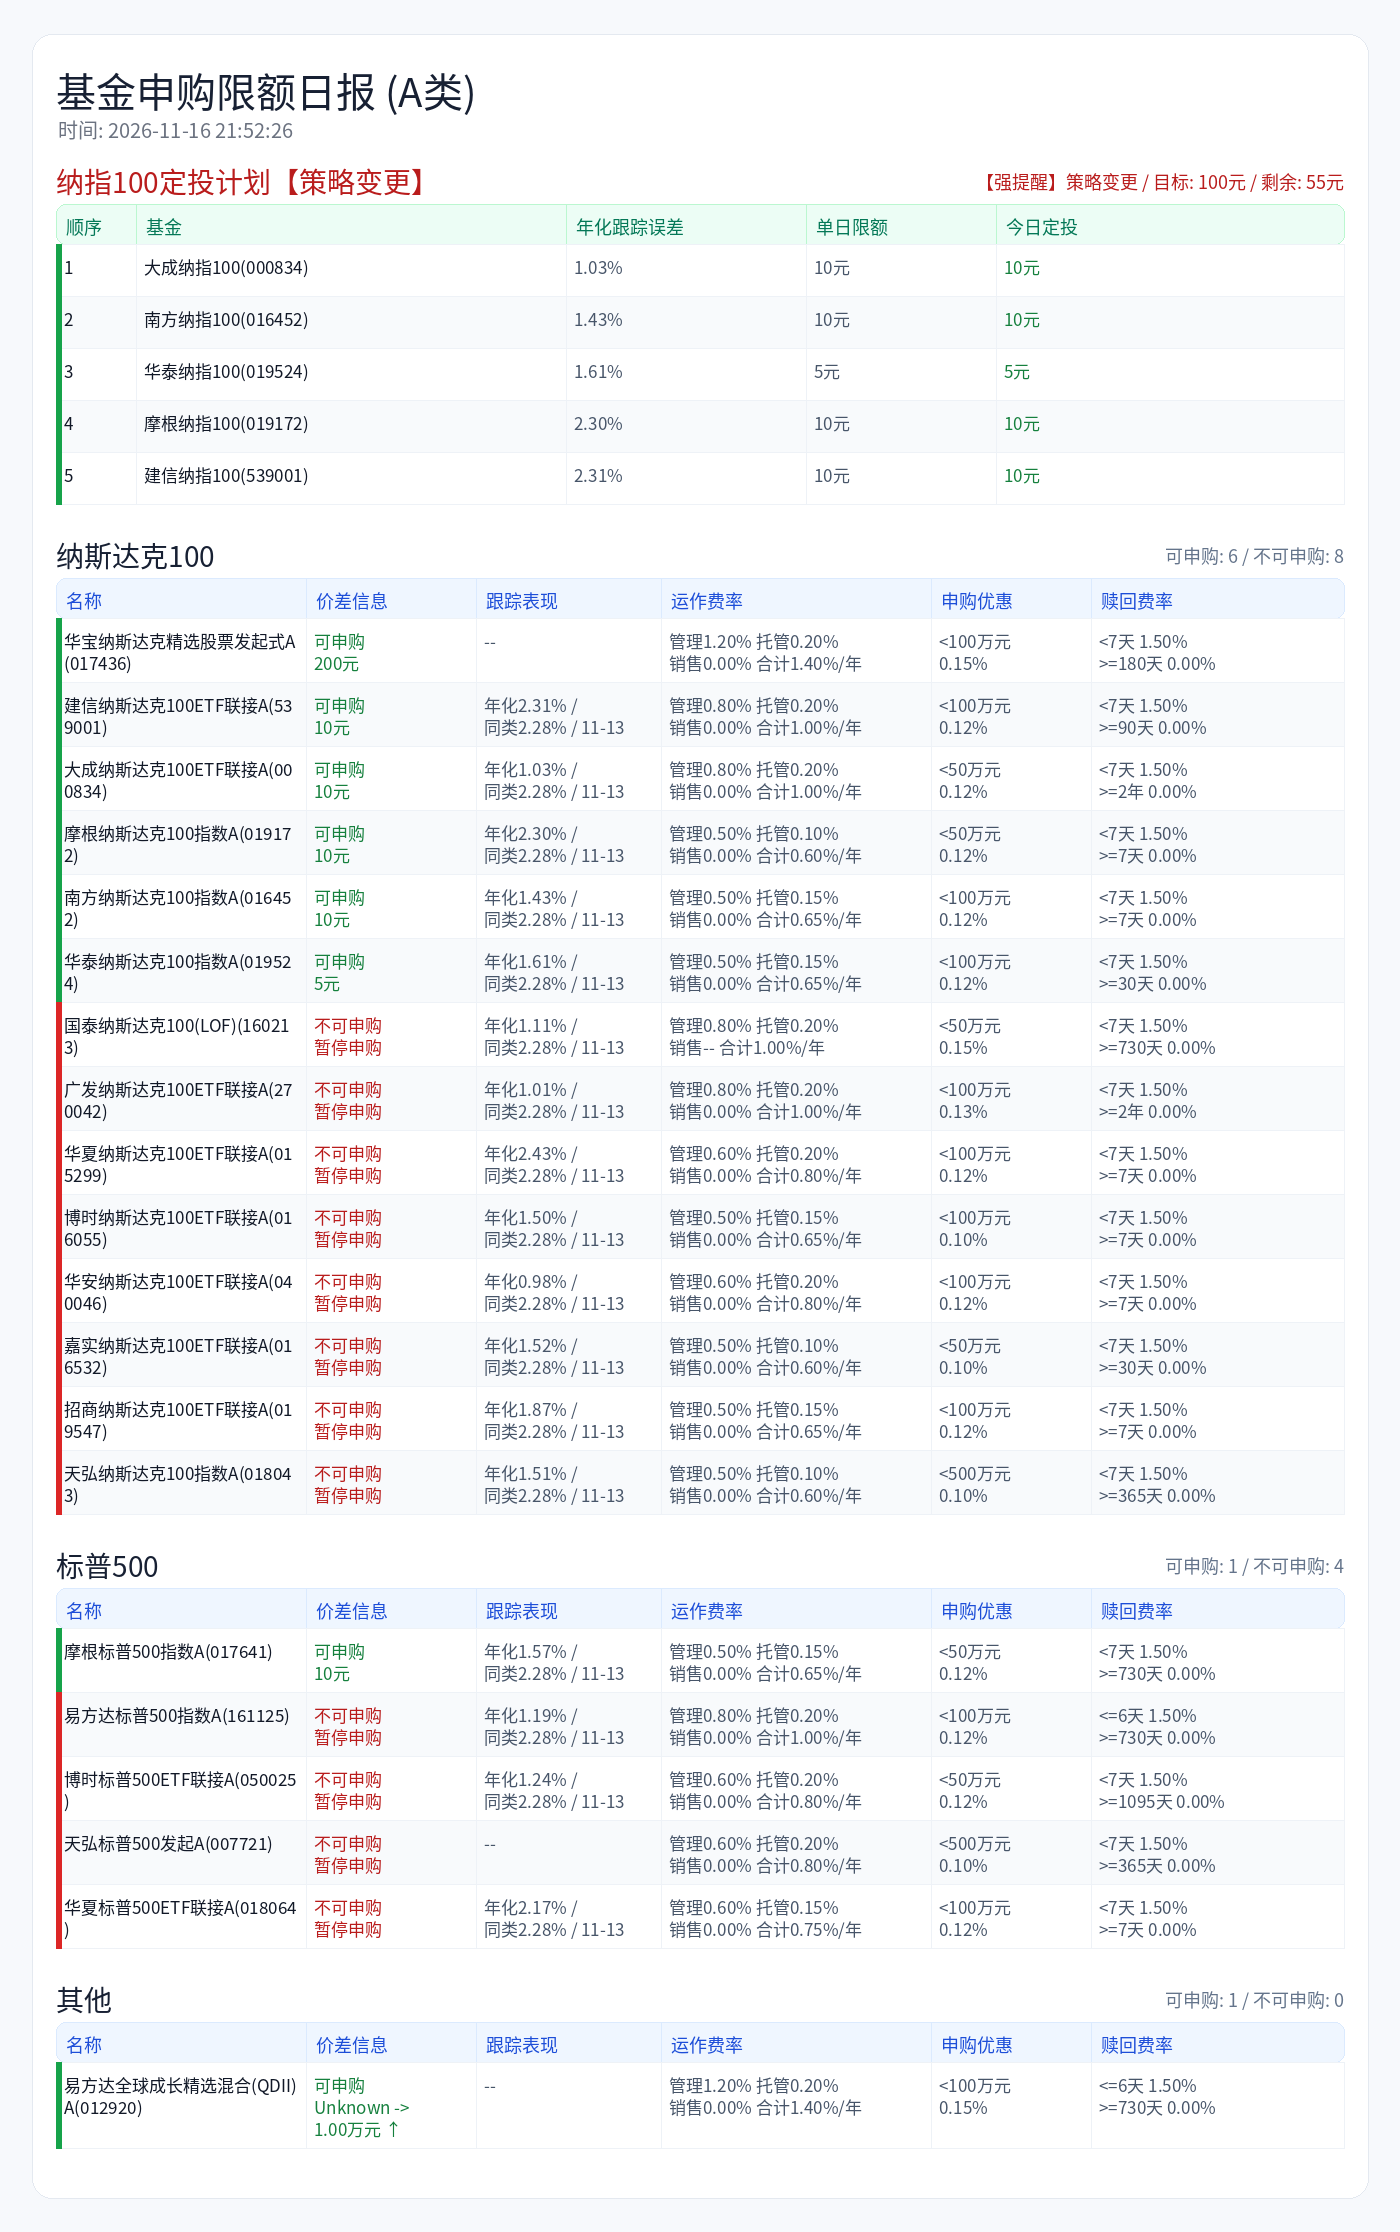 基金申购限额日报 (A类)
时间: 2026-11-16 21:52:26
纳指100定投计划【策略变更】 【强提醒】策略变更 / 目标: 100元 / 剩余: 55元
顺序 基金 年化跟踪误差 单日限额 今日定投
1 大成纳指100(000834) 1.03% 10元 10元
2 南方纳指100(016452) 1.43% 10元 10元
3 华泰纳指100(019524) 1.61% 5元 5元
4 摩根纳指100(019172) 2.30% 10元 10元
5 建信纳指100(539001) 2.31% 10元 10元
纳斯达克100 可申购: 6 / 不可申购: 8
名称 价差信息 跟踪表现 运作费率 申购优惠 赎回费率
华宝纳斯达克精选股票发起式A 可申购 -- 管理1.20% 托管0.20% <100万元 <7天 1.50%
(017436) 200元 销售0.00% 合计1.40%/年 0.15% >=180天 0.00%
建信纳斯达克100ETF联接A(53 可申购 年化2.31% / 管理0.80% 托管0.20% <100万元 <7天 1.50%
9001) 10元 同类2.28% / 11-13 销售0.00% 合计1.00%/年 0.12% >=90天 0.00%
大成纳斯达克100ETF联接A(00 可申购 年化1.03% / 管理0.80% 托管0.20% <50万元 <7天 1.50%
0834) 10元 同类2.28% / 11-13 销售0.00% 合计1.00%/年 0.12% >=2年 0.00%
摩根纳斯达克100指数A(01917 可申购 年化2.30% / 管理0.50% 托管0.10% <50万元 <7天 1.50%
2) 10元 同类2.28% / 11-13 销售0.00% 合计0.60%/年 0.12% >=7天 0.00%
南方纳斯达克100指数A(01645 可申购 年化1.43% / 管理0.50% 托管0.15% <100万元 <7天 1.50%
2) 10元 同类2.28% / 11-13 销售0.00% 合计0.65%/年 0.12% >=7天 0.00%
华泰纳斯达克100指数A(01952 可申购 年化1.61% / 管理0.50% 托管0.15% <100万元 <7天 1.50%
4) 5元 同类2.28% / 11-13 销售0.00% 合计0.65%/年 0.12% >=30天 0.00%
国泰纳斯达克100(LOF)(16021 不可申购 年化1.11% / 管理0.80% 托管0.20% <50万元 <7天 1.50%
3) 暂停申购 同类2.28% / 11-13 销售-- 合计1.00%/年 0.15% >=730天 0.00%
广发纳斯达克100ETF联接A(27 不可申购 年化1.01% / 管理0.80% 托管0.20% <100万元 <7天 1.50%
0042) 暂停申购 同类2.28% / 11-13 销售0.00% 合计1.00%/年 0.13% >=2年 0.00%
华夏纳斯达克100ETF联接A(01 不可申购 年化2.43% / 管理0.60% 托管0.20% <100万元 <7天 1.50%
5299) 暂停申购 同类2.28% / 11-13 销售0.00% 合计0.80%/年 0.12% >=7天 0.00%
博时纳斯达克100ETF联接A(01 不可申购 年化1.50% / 管理0.50% 托管0.15% <100万元 <7天 1.50%
6055) 暂停申购 同类2.28% / 11-13 销售0.00% 合计0.65%/年 0.10% >=7天 0.00%
华安纳斯达克100ETF联接A(04 不可申购 年化0.98% / 管理0.60% 托管0.20% <100万元 <7天 1.50%
0046) 暂停申购 同类2.28% / 11-13 销售0.00% 合计0.80%/年 0.12% >=7天 0.00%
嘉实纳斯达克100ETF联接A(01 不可申购 年化1.52% / 管理0.50% 托管0.10% <50万元 <7天 1.50%
6532) 暂停申购 同类2.28% / 11-13 销售0.00% 合计0.60%/年 0.10% >=30天 0.00%
招商纳斯达克100ETF联接A(01 不可申购 年化1.87% / 管理0.50% 托管0.15% <100万元 <7天 1.50%
9547) 暂停申购 同类2.28% / 11-13 销售0.00% 合计0.65%/年 0.12% >=7天 0.00%
天弘纳斯达克100指数A(01804 不可申购 年化1.51% / 管理0.50% 托管0.10% <500万元 <7天 1.50%
3) 暂停申购 同类2.28% / 11-13 销售0.00% 合计0.60%/年 0.10% >=365天 0.00%
标普500 可申购: 1 / 不可申购: 4
名称 价差信息 跟踪表现 运作费率 申购优惠 赎回费率
摩根标普500指数A(017641) 可申购 年化1.57% / 管理0.50% 托管0.15% <50万元 <7天 1.50%
10元 同类2.28% / 11-13 销售0.00% 合计0.65%/年 0.12% >=730天 0.00%
易方达标普500指数A(161125) 不可申购 年化1.19% / 管理0.80% 托管0.20% <100万元 <=6天 1.50%
暂停申购 同类2.28% / 11-13 销售0.00% 合计1.00%/年 0.12% >=730天 0.00%
博时标普500ETF联接A(050025 不可申购 年化1.24% / 管理0.60% 托管0.20% <50万元 <7天 1.50%
) 暂停申购 同类2.28% / 11-13 销售0.00% 合计0.80%/年 0.12% >=1095天 0.00%
天弘标普500发起A(007721) 不可申购 -- 管理0.60% 托管0.20% <500万元 <7天 1.50%
暂停申购 销售0.00% 合计0.80%/年 0.10% >=365天 0.00%
华夏标普500ETF联接A(018064 不可申购 年化2.17% / 管理0.60% 托管0.15% <100万元 <7天 1.50%
) 暂停申购 同类2.28% / 11-13 销售0.00% 合计0.75%/年 0.12% >=7天 0.00%
其他 可申购: 1 / 不可申购: 0
名称 价差信息 跟踪表现 运作费率 申购优惠 赎回费率
易方达全球成长精选混合(QDII) 可申购 -- 管理1.20% 托管0.20% <100万元 <=6天 1.50%
A(012920) Unknown -> 销售0.00% 合计1.40%/年 0.15% >=730天 0.00%
1.00万元 ↑